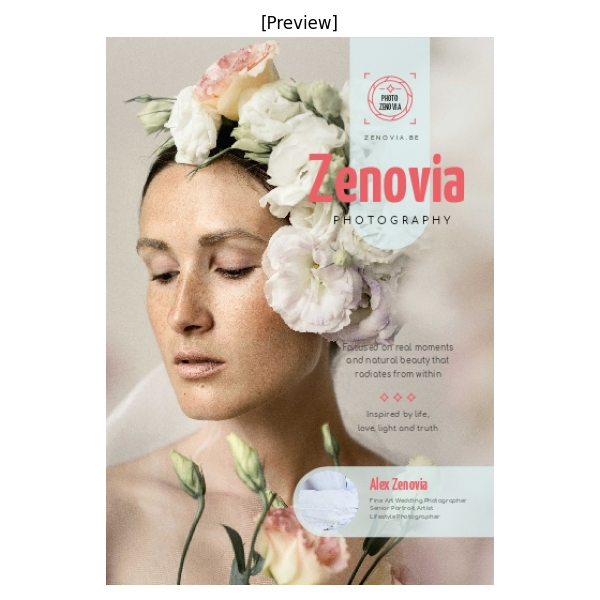 [Preview]
PHOTO
ZENOVIA
ZENOVIA.BE
Zenovia
PHOTOGRAPHY
Focused on real moments
and natural beauty that
radiates from within
Inspired by life,
love, light and truth
Alex Zenovia
Fine Art Wedding Photographer
Senior Portrait Artist
Lifestyle Photographer